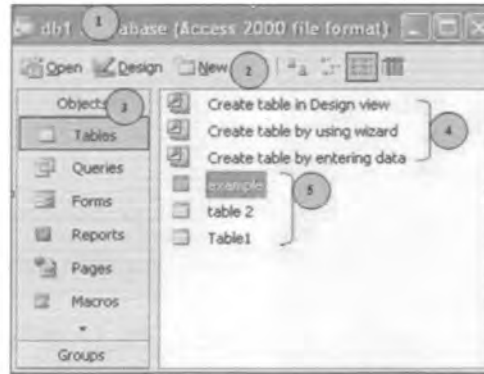 db1 1 abase (Access 2000 file format)
Open Design New 2
Objects 3
Tables
Queries
Forms
Reports
Pages
Macros
Groups
Create table in Design view
Create table by using wizard
Create table by entering data
4
example
table 2
Table1
5